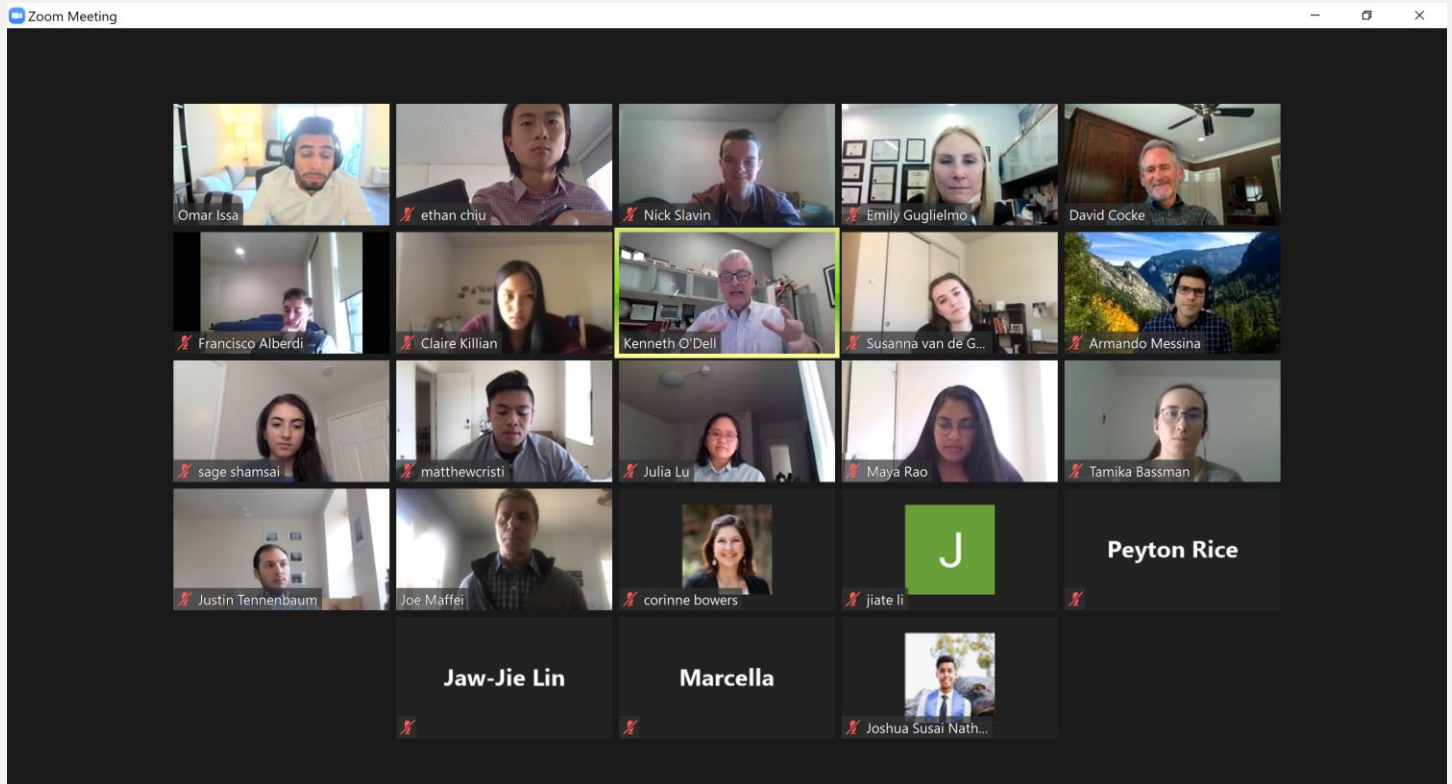 Zoom Meeting
Omar Issa
ethan chiu
Nick Slavin
Emily Guglielmo
David Cocke
Francisco Alberdi
Claire Killian
Kenneth O'Dell
Susanna van de G...
Armando Messina
sage shamsai
matthewcristi
Julia Lu
Maya Rao
Tamika Bassman
Justin Tennenbaum
Joe Maffei
corinne bowers
J
jiate li
Peyton Rice
Jaw-Jie Lin
Marcella
Joshua Susai Nath...